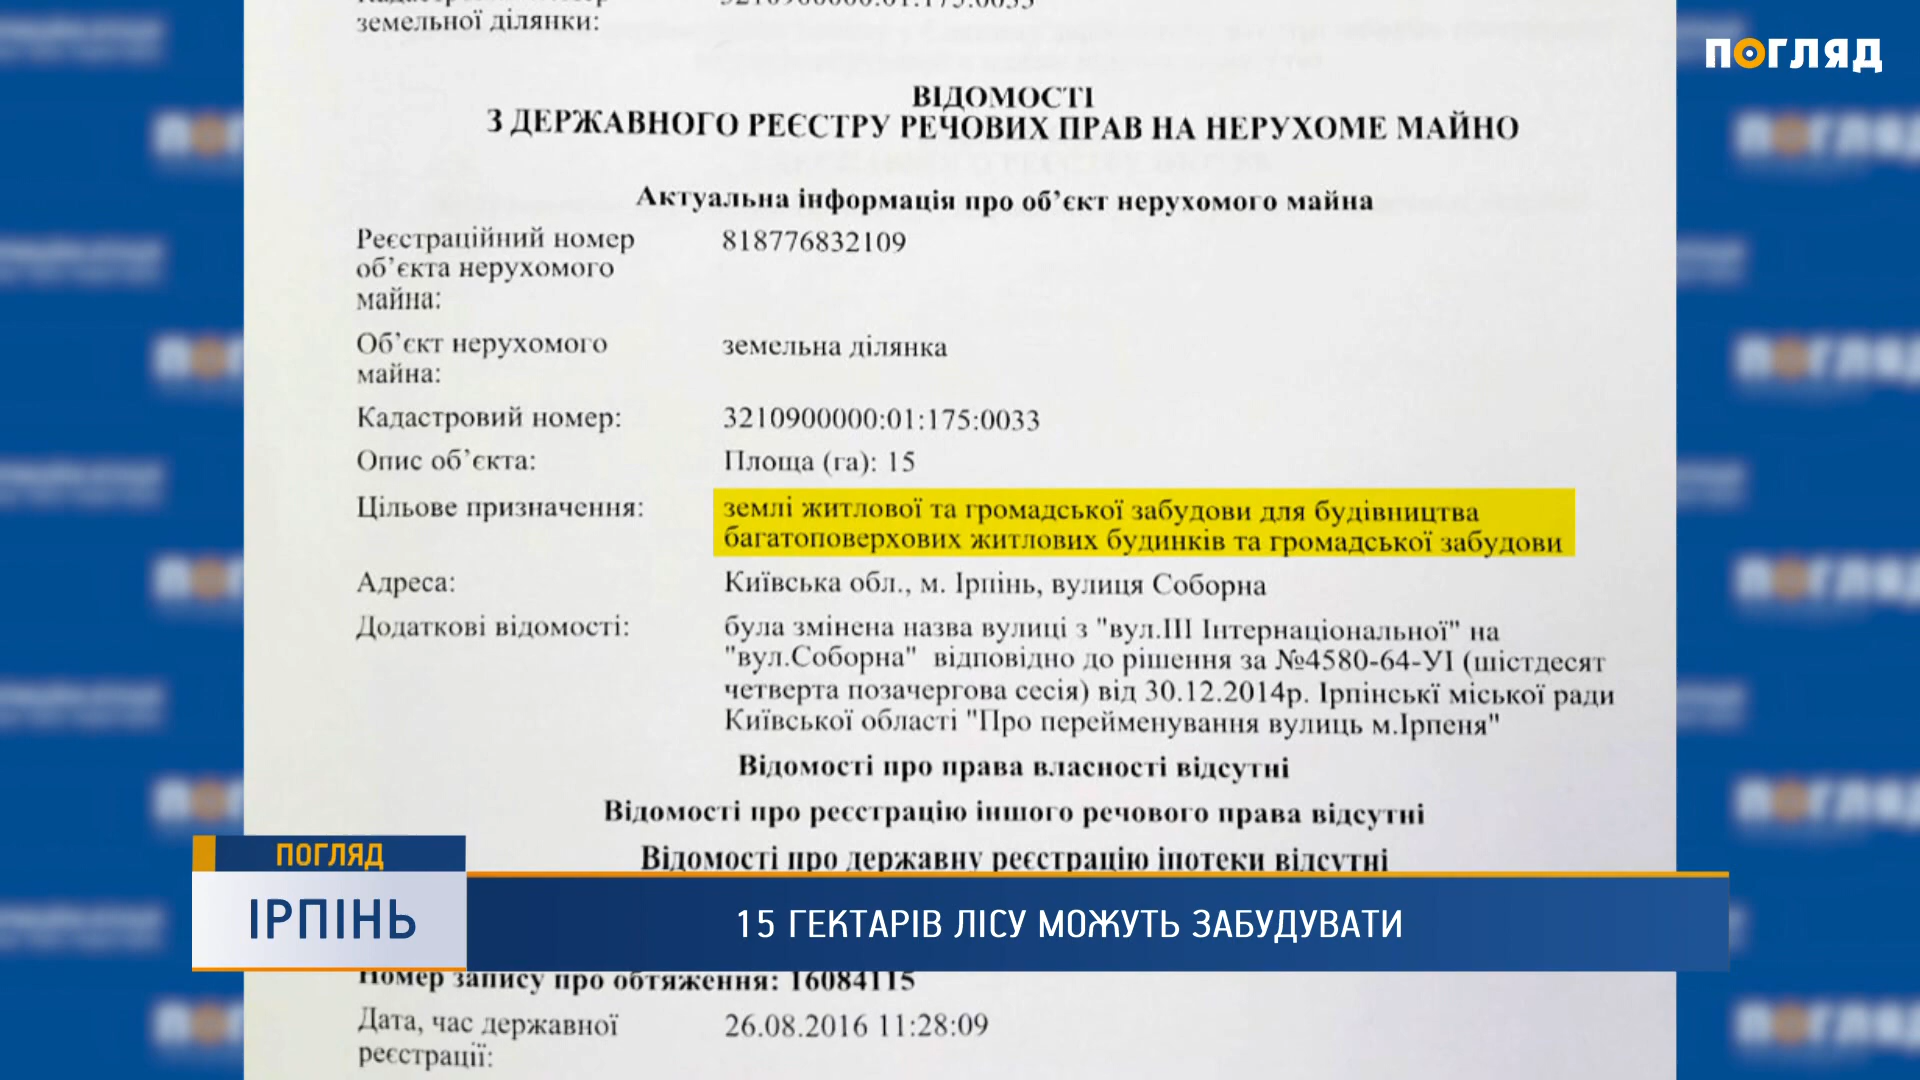 земельної ділянки:
3210900000:01:175:0033
ПОГЛЯД
ВІДОМОСТІ
З ДЕРЖАВНОГО РЕЄСТРУ РЕЧОВИХ ПРАВ НА НЕРУХОМЕ МАЙНО
Актуальна інформація про об’єкт нерухомого майна
Реєстраційний номер
об’єкта нерухомого
майна:
818776832109
Об’єкт нерухомого
майна:
земельна ділянка
Кадастровий номер:
3210900000:01:175:0033
Опис об’єкта:
Площа (га): 15
Цільове призначення:
землі житлової та громадської забудови для будівництва
багатоповерхових житлових будинків та громадської забудови
Адреса:
Київська обл., м. Ірпінь, вулиця Соборна
Додаткові відомості:
була змінена назва вулиці з "вул.ІІІ Інтернаціональної" на
"вул.Соборна" відповідно до рішення за №4580-64-УІ (шістдесят
четверта позачергова сесія) від 30.12.2014р. Ірпінські міської ради
Київської області "Про перейменування вулиць м.Ірпеня"
Відомості про права власності відсутні
Відомості про реєстрацію іншого речового права відсутні
Відомості про державну реєстрацію іпотеки відсутні
ПОГЛЯД
ІРПІНЬ
15 ГЕКТАРІВ ЛІСУ МОЖУТЬ ЗАБУДУВАТИ
Номер запису про обтяження: 16084115
Дата, час державної
реєстрації:
26.08.2016 11:28:09